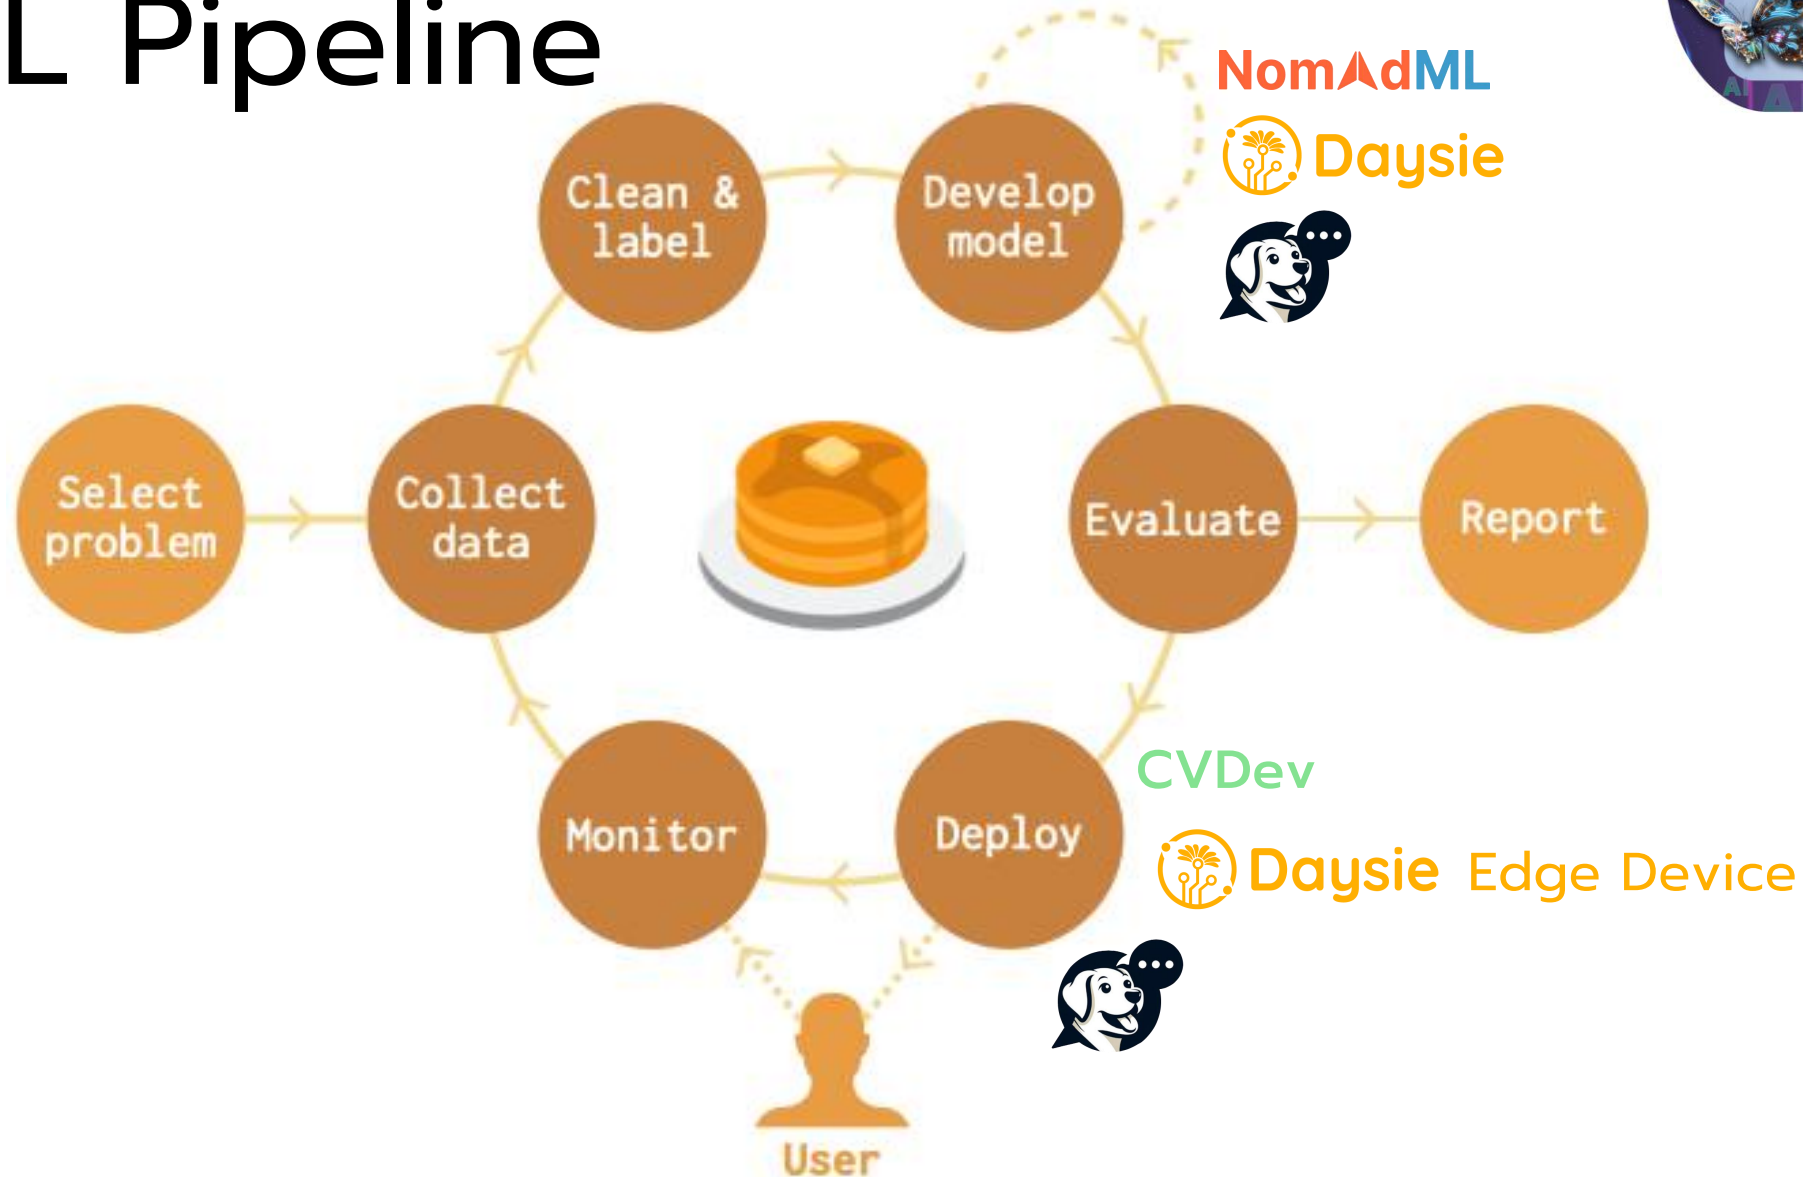 L Pipeline
NomAdML
Daysie
Clean &
label
Develop
model
Select
problem
Collect
data
Evaluate
Report
Monitor
Deploy
CVDev
Daysie Edge Device
User
AI
A